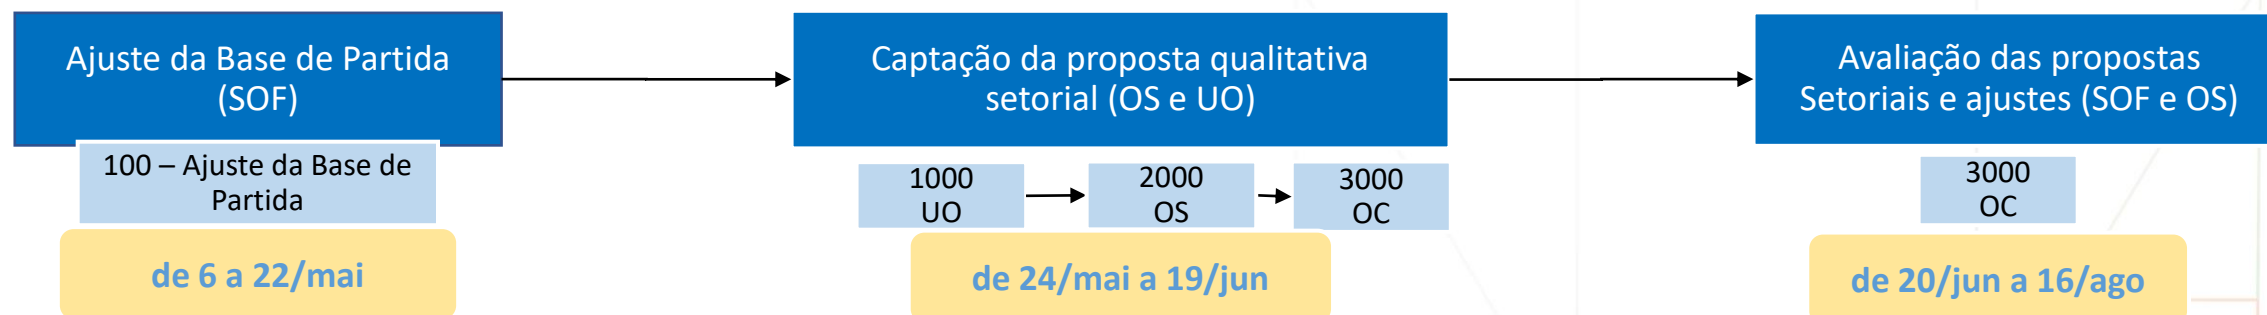 Ajuste da Base de Partida
(SOF)
100 – Ajuste da Base de
Partida
de 6 a 22/mai
Captação da proposta qualitativa
setorial (OS e UO)
1000
UO
2000
OS
3000
OC
de 24/mai a 19/jun
Avaliação das propostas
Setoriais e ajustes (SOF e OS)
3000
OC
de 20/jun a 16/ago